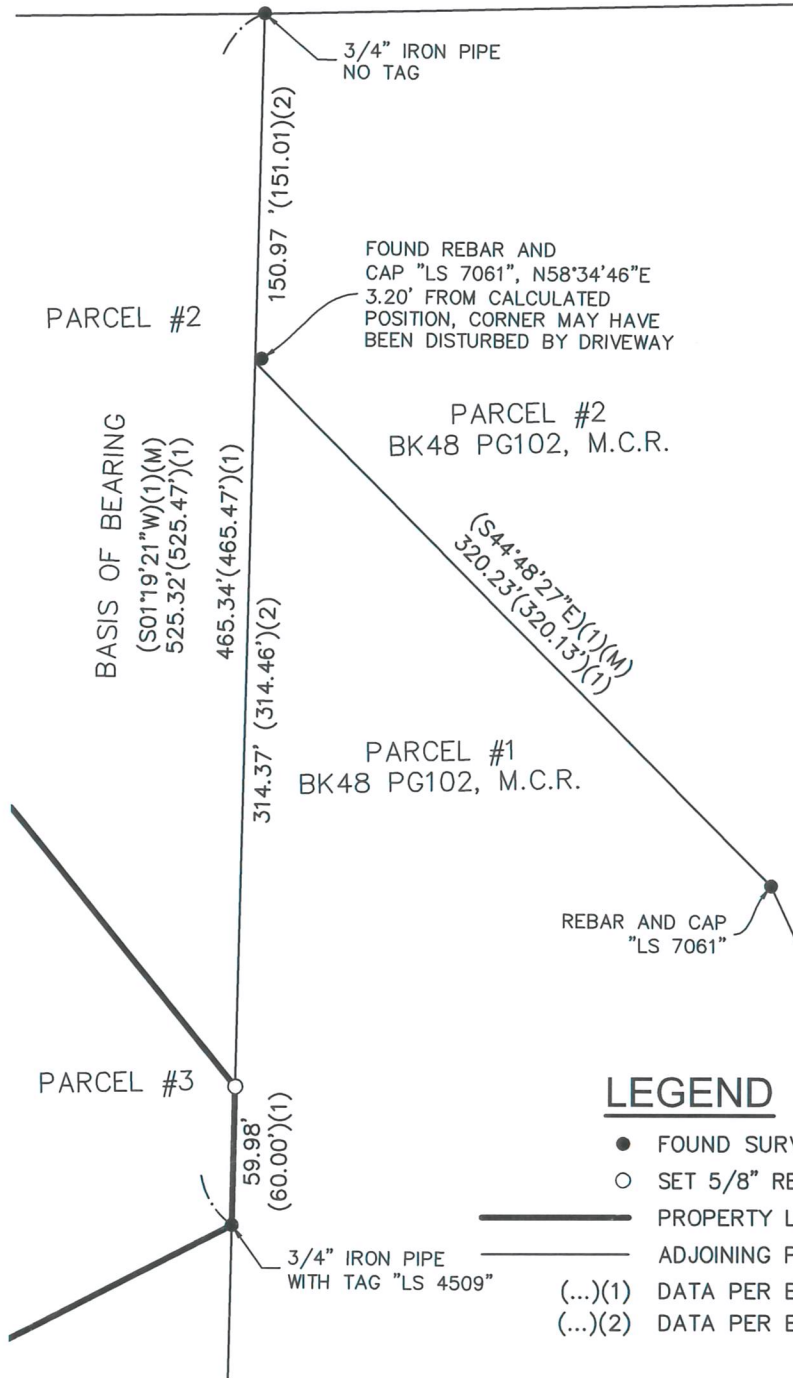 3/4" IRON PIPE
NO TAG
150.97 '(151.01)(2)
FOUND REBAR AND
CAP "LS 7061", N58°34'46"E
3.20' FROM CALCULATED
POSITION, CORNER MAY HAVE
BEEN DISTURBED BY DRIVEWAY
PARCEL #2
PARCEL #2
BK48 PG102, M.C.R.
BASIS OF BEARING
(S01°19'21"W)(1)(M)
525.32'(525.47')(1)
465.34'(465.47')(1)
(S44°48'27"E)(1)(M)
320.23'(320.13')(1)
314.37' (314.46')(2)
PARCEL #1
BK48 PG102, M.C.R.
REBAR AND CAP
"LS 7061"
PARCEL #3
59.98'
(60.00')(1)
3/4" IRON PIPE
WITH TAG "LS 4509"
LEGEND
FOUND SURV
SET 5/8" RE
PROPERTY L
ADJOINING P
(...)(1) DATA PER B
(...)(2) DATA PER B